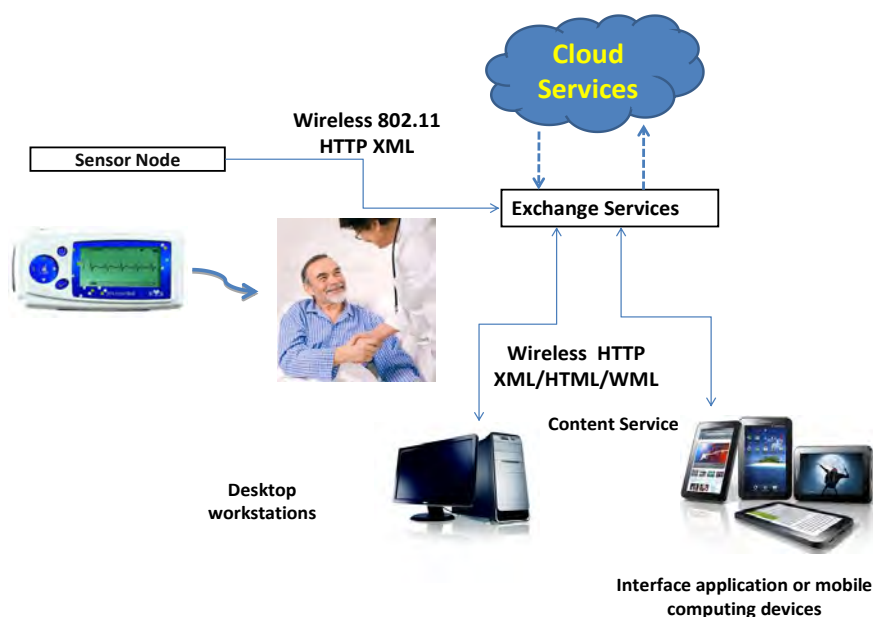 Cloud
Services
Wireless 802.11
HTTP XML
Sensor Node
Exchange Services
Wireless HTTP
XML/HTML/WML
Content Service
Desktop
workstations
Interface application or mobile
computing devices